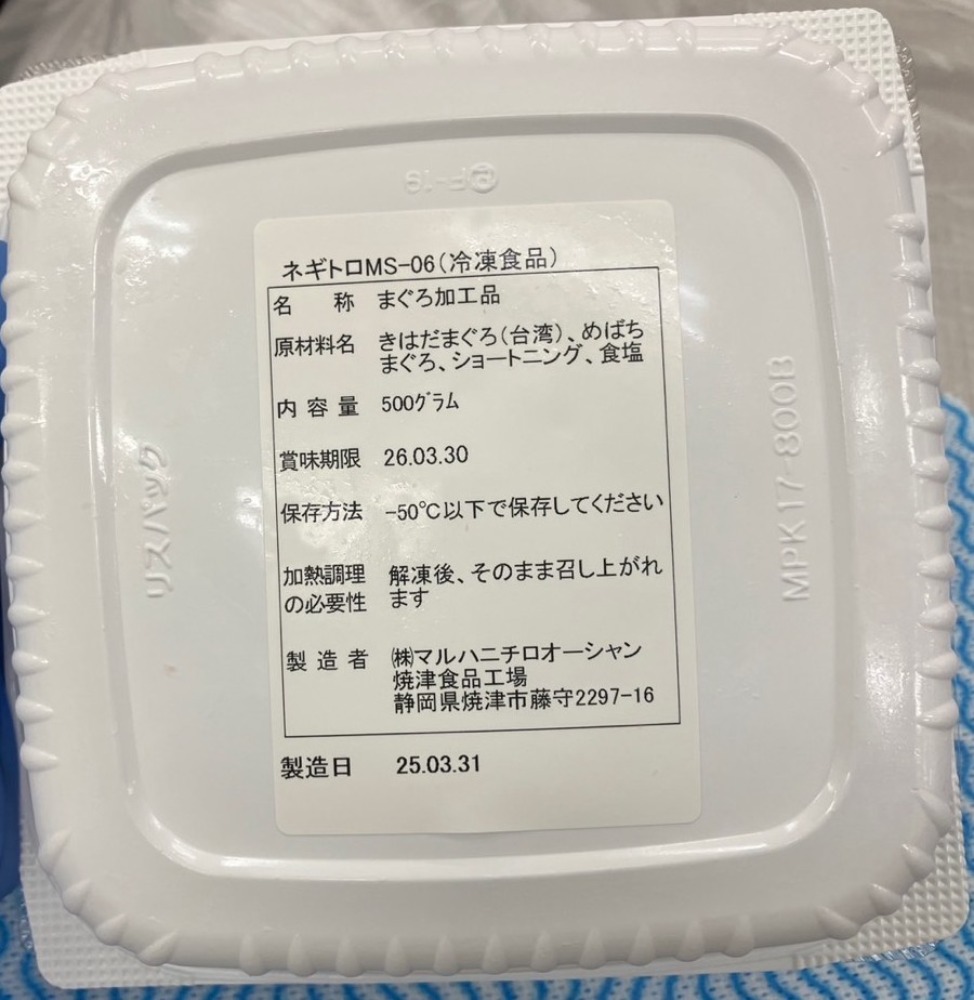 ネギトロMS-06(冷凍食品)
名 称 まぐろ加工品
原材料名 きはだまぐろ(台湾)、めばち
まぐろ、ショートニング、食塩
内容量 500グラム
賞味期限 26.03.30
保存方法 -50℃以下で保存してください
加熱調理 解凍後、そのまま召し上がれ
の必要性 ます
製造者 ㈱マルハニチロオーシャン
焼津食品工場
静岡県焼津市藤守2297-16
製造日 25.03.31
リスパック
MPK17-800B
F-19